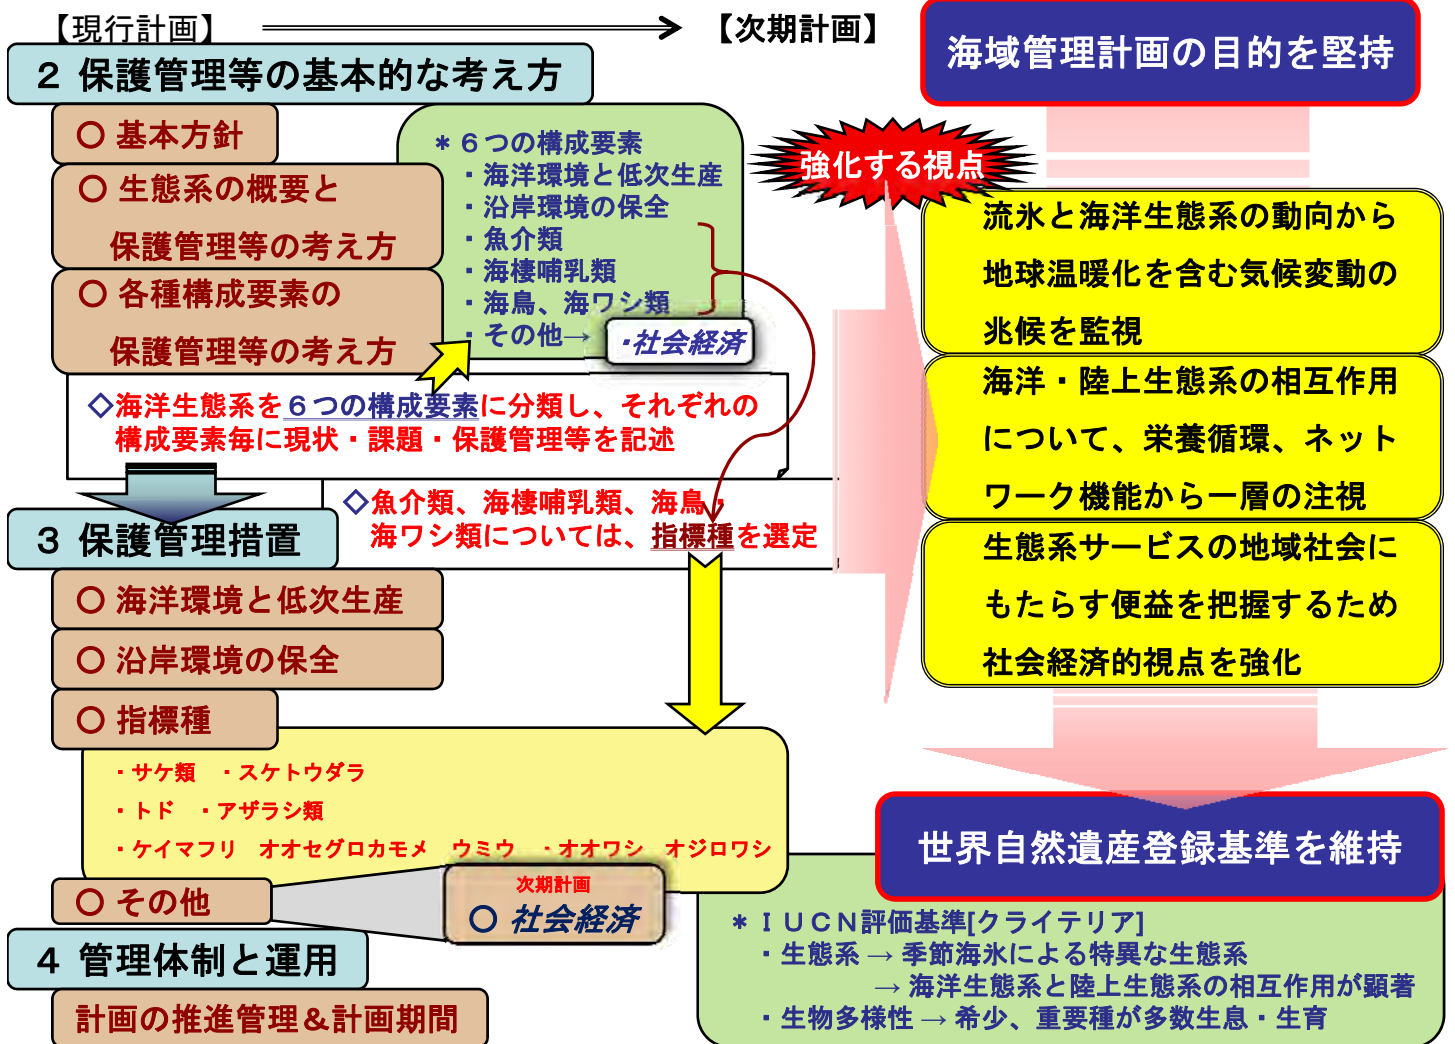 【現行計画】
【次期計画】
２ 保護管理等の基本的な考え方
○ 基本方針
○ 生態系の概要と
保護管理等の考え方
○ 各種構成要素の
保護管理等の考え方
＊６つの構成要素
・海洋環境と低次生産
・沿岸環境の保全
・魚介類
・海棲哺乳類
・海鳥、海ワシ類
・その他→
・社会経済
◇海洋生態系を６つの構成要素に分類し、それぞれの
構成要素毎に現状・課題・保護管理等を記述
◇魚介類、海棲哺乳類、海鳥・
海ワシ類については、指標種を選定
３ 保護管理措置
○ 海洋環境と低次生産
○ 沿岸環境の保全
○ 指標種
・サケ類　・スケトウダラ
・トド　・アザラシ類
・ケイマフリ　オオセグロカモメ　ウミウ　・オオワシ　オジロワシ
○ その他
次期計画
○ 社会経済
４ 管理体制と運用
計画の推進管理＆計画期間
海域管理計画の目的を堅持
強化する視点
流氷と海洋生態系の動向から
地球温暖化を含む気候変動の
兆候を監視
海洋・陸上生態系の相互作用
について、栄養循環、ネット
ワーク機能から一層の注視
生態系サービスの地域社会に
もたらす便益を把握するため
社会経済的視点を強化
世界自然遺産登録基準を維持
＊ＩＵＣＮ評価基準[クライテリア]
・生態系→季節海氷による特異な生態系
→海洋生態系と陸上生態系の相互作用が顕著
・生物多様性→希少、重要種が多数生息・生育